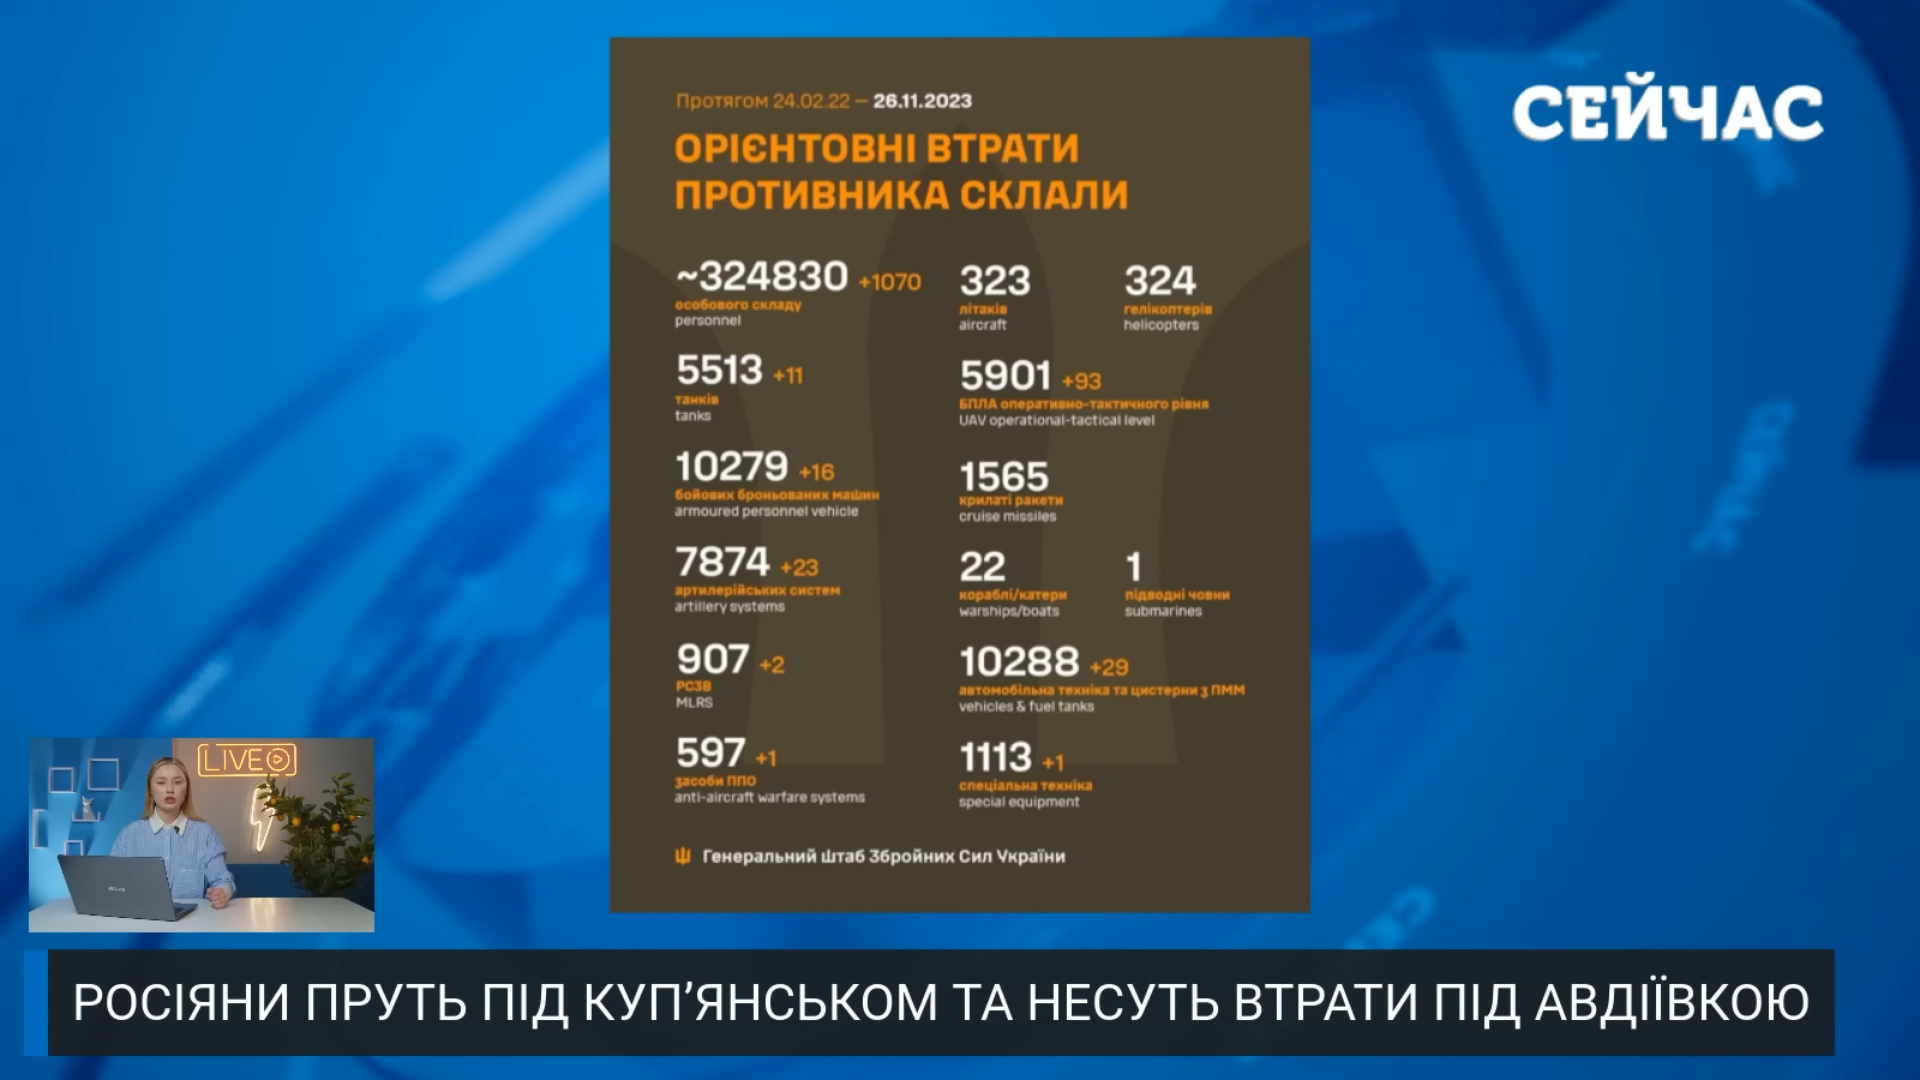 СЕЙЧАС
Протягом 24.02.22 – 26.11.2023
ОРІЄНТОВНІ ВТРАТИ
ПРОТИВНИКА СКЛАЛИ
~324830 +1070
особового складу
personnel
323
літаків
aircraft
324
гелікоптерів
helicopters
5513 +11
танків
tanks
5901 +93
БПЛА оперативно-тактичного рівня
UAV operational-tactical level
10279 +16
бойових броньованих машин
armoured personnel vehicle
1565
крилаті ракети
cruise missiles
7874 +23
артилерійських систем
artillery systems
22
кораблі/катери
warships/boats
1
підводні човни
submarines
907 +2
РСЗВ
MLRS
10288 +29
автомобільна техніка та цистерни з ПММ
vehicles & fuel tanks
597 +1
засоби ППО
anti-aircraft warfare systems
1113 +1
спеціальна техніка
special equipment
Генеральний штаб Збройних Сил України
LIVE
РОСІЯНИ ПРУТЬ ПІД КУП’ЯНСЬКОМ ТА НЕСУТЬ ВТРАТИ ПІД АВДІЇВКОЮ